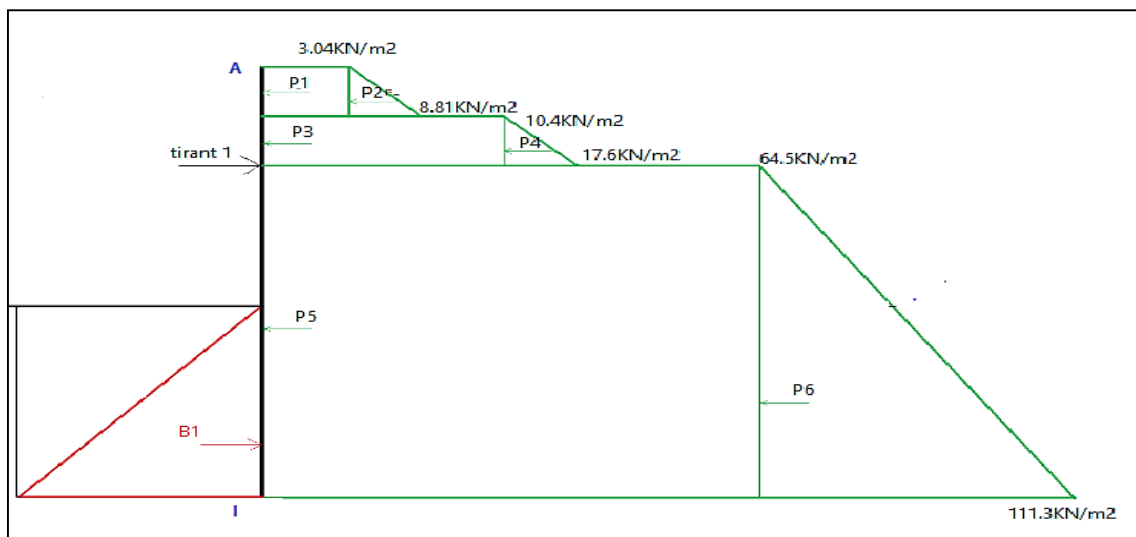 3.04KN/m2
A
P1
P2
8.81KN/m2
10.4KN/m2
P3
P4
tirant 1
17.6KN/m2
64.5KN/m2
P5
P6
B1
I
111.3KN/m2